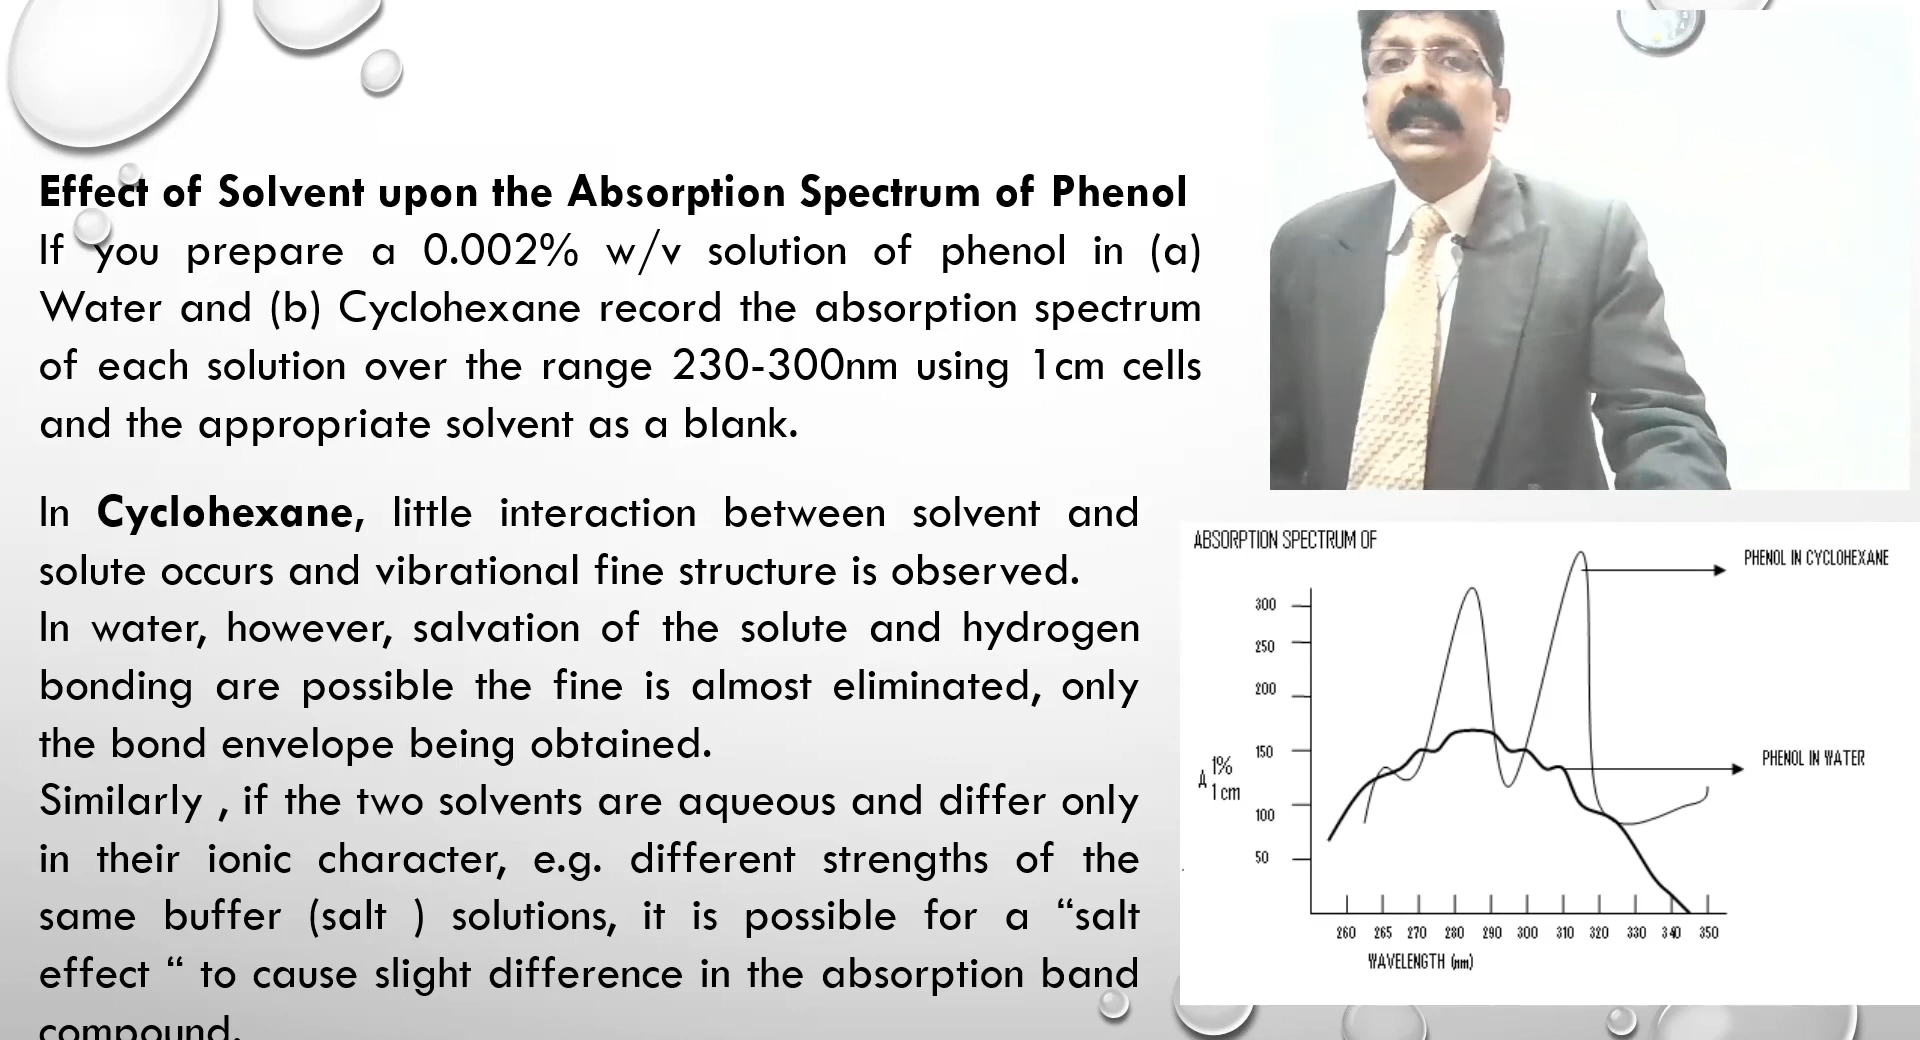 Effect of Solvent upon the Absorption Spectrum of Phenol
If you prepare a 0.002% w/v solution of phenol in (a)
Water and (b) Cyclohexane record the absorption spectrum
of each solution over the range 230-300nm using 1cm cells
and the appropriate solvent as a blank.
In Cyclohexane, little interaction between solvent and
solute occurs and vibrational fine structure is observed.
In water, however, salvation of the solute and hydrogen
bonding are possible the fine is almost eliminated, only
the bond envelope being obtained.
Similarly , if the two solvents are aqueous and differ only
in their ionic character, e.g. different strengths of the
same buffer (salt ) solutions, it is possible for a “salt
effect “ to cause slight difference in the absorption band
compound.
ABSORPTION SPECTRUM OF
PHENOL IN CYCLOHEXANE
300
250
200
150
PHENOL IN WATER
A 1% 1 cm
100
50
260 265 270 280 290 300 310 320 330 340 350
WAVELENGTH (nm)